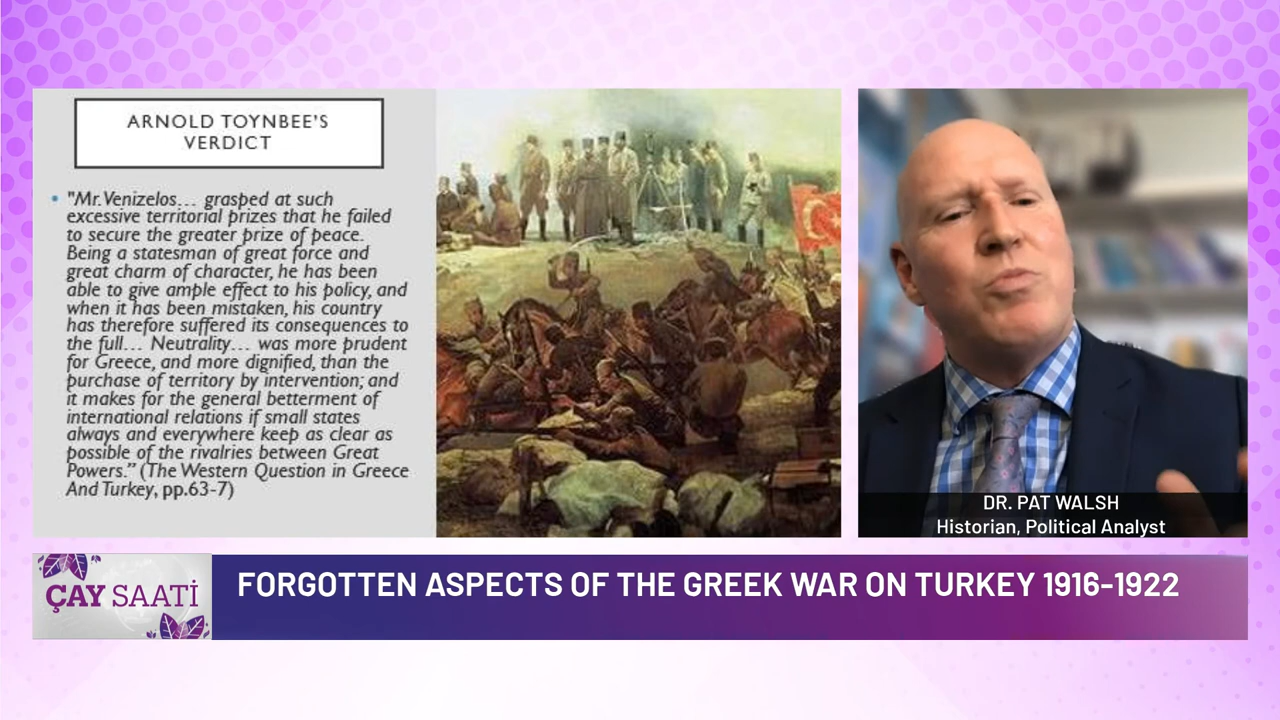 ARNOLD TOYNBEE'S
VERDICT
• "Mr. Venizelos… grasped at such
excessive territorial prizes that he failed
to secure the greater prize of peace.
Being a statesman of great force and
great charm of character, he has been
able to give ample effect to his policy, and
when it has been mistaken, his country
has therefore suffered its consequences to
the full… Neutrality… was more prudent
for Greece, and more dignified, than the
purchase of territory by intervention; and
it makes for the general betterment of
international relations if small states
always and everywhere keep as clear as
possible of the rivalries between Great
Powers." (The Western Question in Greece
And Turkey, pp.63-7)
DR. PAT WALSH
Historian, Political Analyst
ÇAY SAATİ
FORGOTTEN ASPECTS OF THE GREEK WAR ON TURKEY 1916-1922